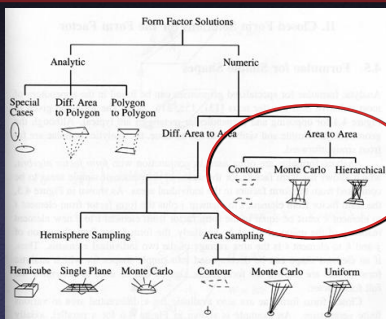 Form Factor Solutions
Analytic
Numeric
Special
Cases
Diff. Area
to Polygon
Polygon
to Polygon
Diff. Area to Area
Area to Area
Contour
Monte Carlo
Hierarchical
Hemisphere Sampling
Area Sampling
Hemicube
Single Plane
Monte Carlo
Contour
Monte Carlo
Uniform